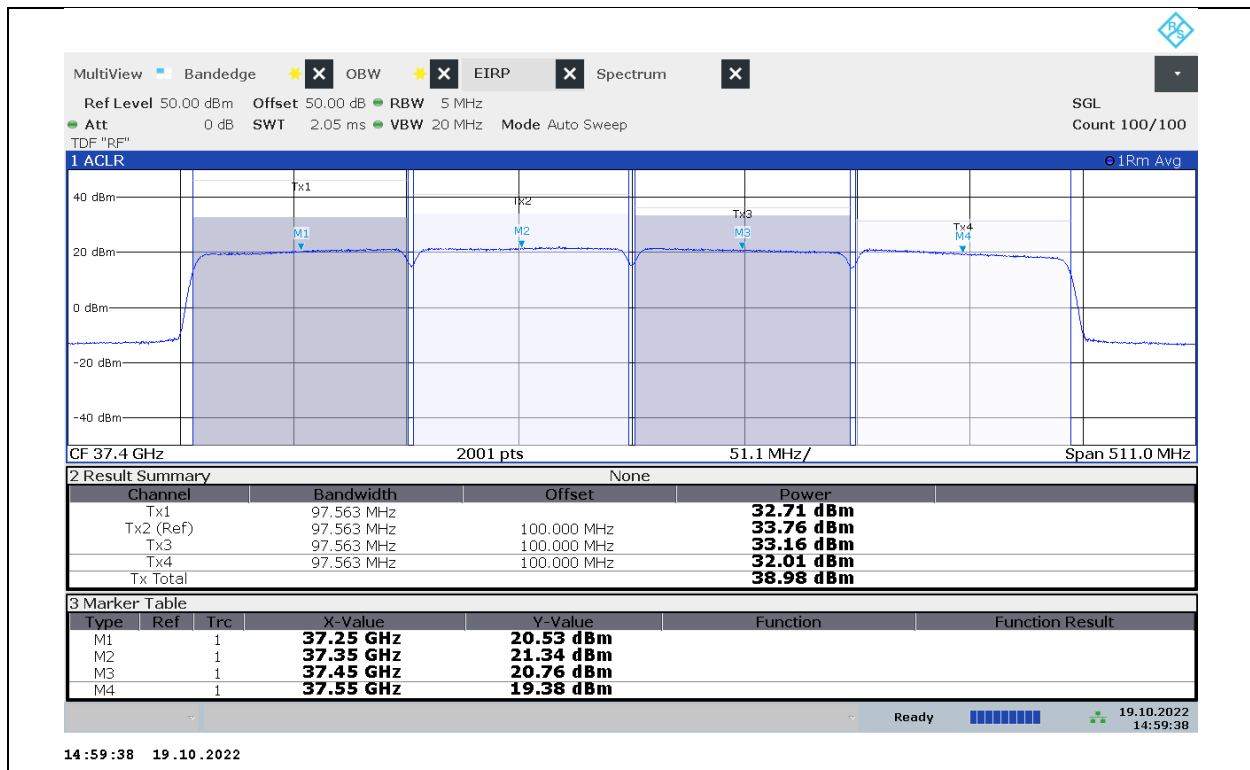 R&S
MultiView Bandedge OBW EIRP Spectrum
Ref Level 50.00 dBm Offset 50.00 dB RBW 5 MHz SGL
Att 0 dB SWT 2.05 ms VBW 20 MHz Mode Auto Sweep Count 100/100
TDF "RF"
1 ACLR 1Rm Avg
Tx1
40 dBm
Tx2
Tx3
Tx4
M1
M2
M3
M4
20 dBm
0 dBm
-20 dBm
-40 dBm
CF 37.4 GHz 2001 pts 51.1 MHz/ Span 511.0 MHz
2 Result Summary None
Channel Bandwidth Offset Power
Tx1 97.563 MHz 32.71 dBm
Tx2 (Ref) 97.563 MHz 100.000 MHz 33.76 dBm
Tx3 97.563 MHz 100.000 MHz 33.16 dBm
Tx4 97.563 MHz 100.000 MHz 32.01 dBm
Tx Total 38.98 dBm
3 Marker Table
Type Ref Trc X-Value Y-Value Function Function Result
M1 1 37.25 GHz 20.53 dBm
M2 1 37.35 GHz 21.34 dBm
M3 1 37.45 GHz 20.76 dBm
M4 1 37.55 GHz 19.38 dBm
Ready 19.10.2022
14:59:38
14:59:38 19.10.2022